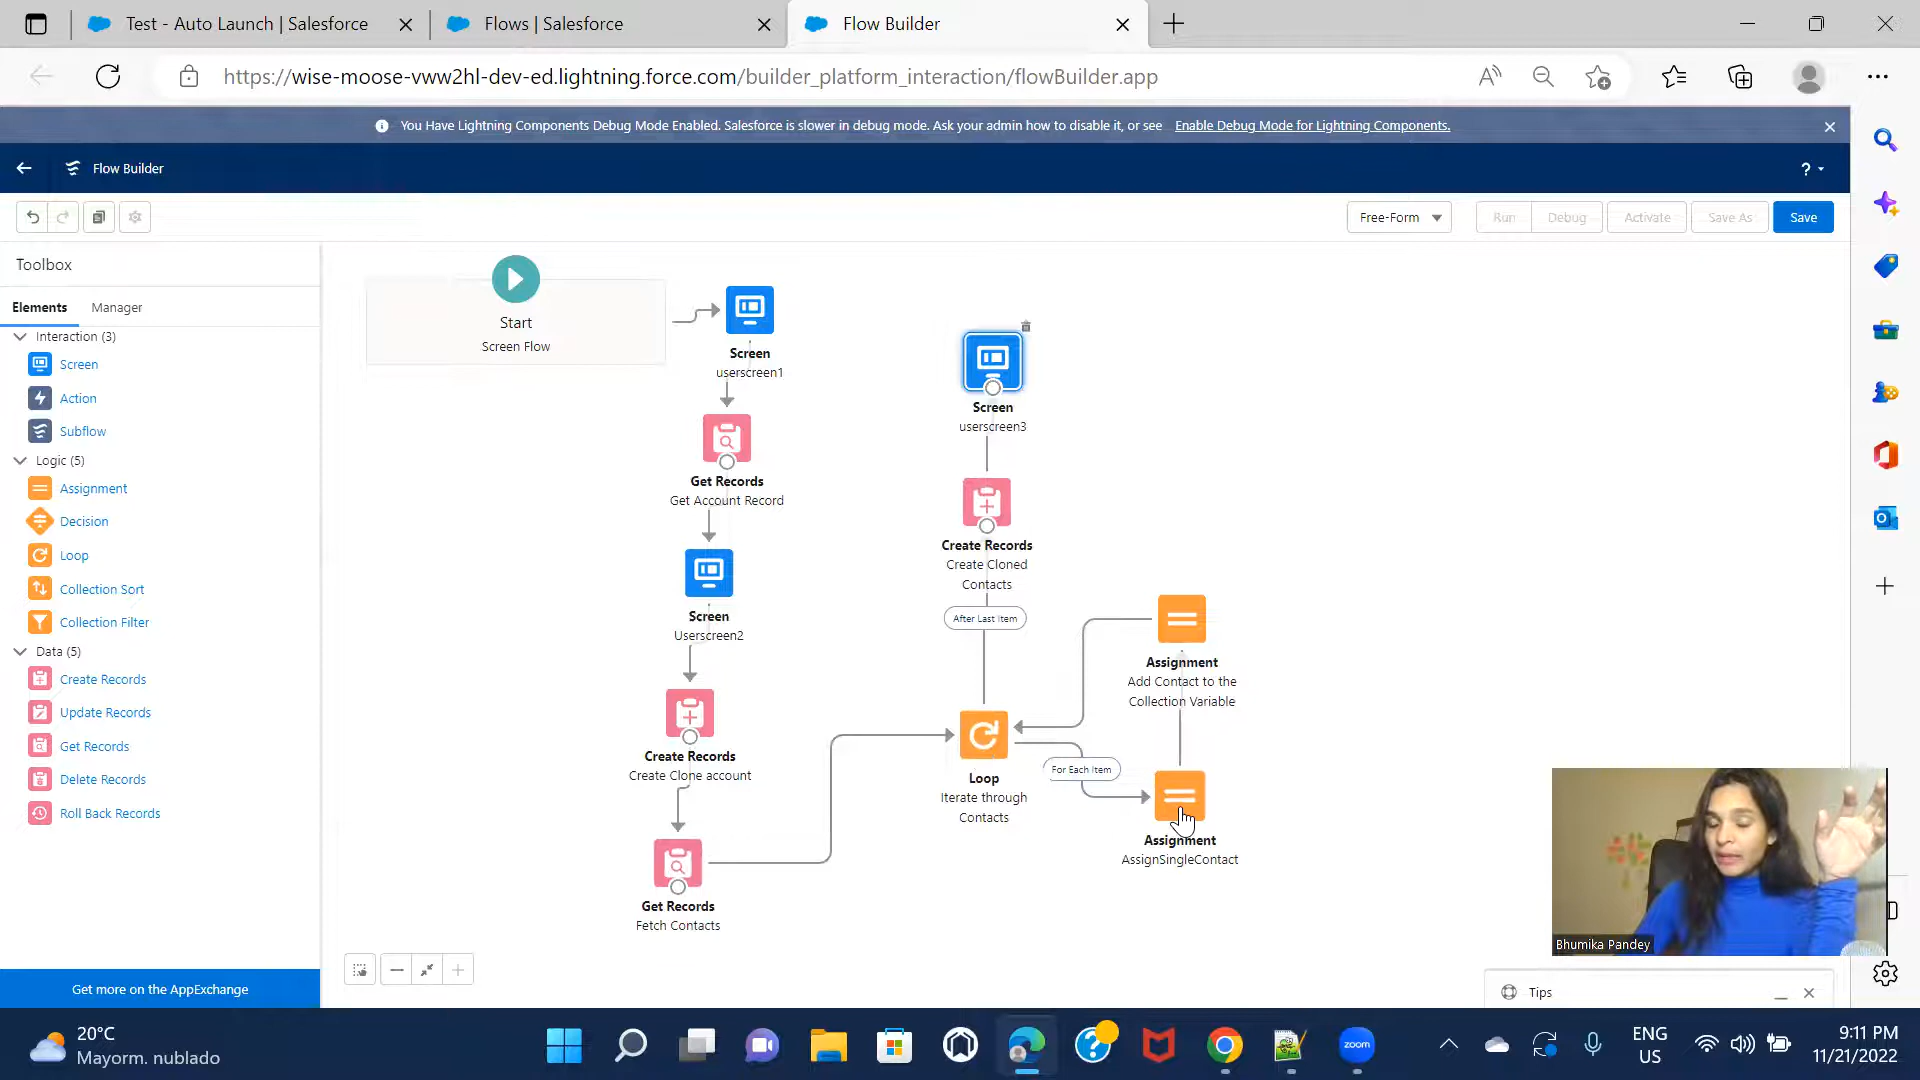 Test - Auto Launch | Salesforce
Flows | Salesforce
Flow Builder
https://wise-moose-vww2hl-dev-ed.lightning.force.com/builder_platform_interaction/flowBuilder.app
You Have Lightning Components Debug Mode Enabled. Salesforce is slower in debug mode. Ask your admin how to disable it, or see Enable Debug Mode for Lightning Components.
Flow Builder
?
Free-Form
Run
Debug
Activate
Save As
Save
Toolbox
Elements
Manager
Interaction (3)
Screen
Action
Subflow
Logic (5)
Assignment
Decision
Loop
Collection Sort
Collection Filter
Data (5)
Create Records
Update Records
Get Records
Delete Records
Roll Back Records
Get more on the AppExchange
Start
Screen Flow
Screen
userscreen1
Get Records
Get Account Record
Screen
Userscreen2
Create Records
Create Clone account
Get Records
Fetch Contacts
Screen
userscreen3
Create Records
Create Cloned
Contacts
After Last Item
Loop
Iterate through
Contacts
For Each Item
Assignment
Add Contact to the
Collection Variable
Assignment
AssignSingleContact
Bhumika Pandey
Tips
20°C
Mayorm. nublado
zoom
ENG
US
9:11 PM
11/21/2022